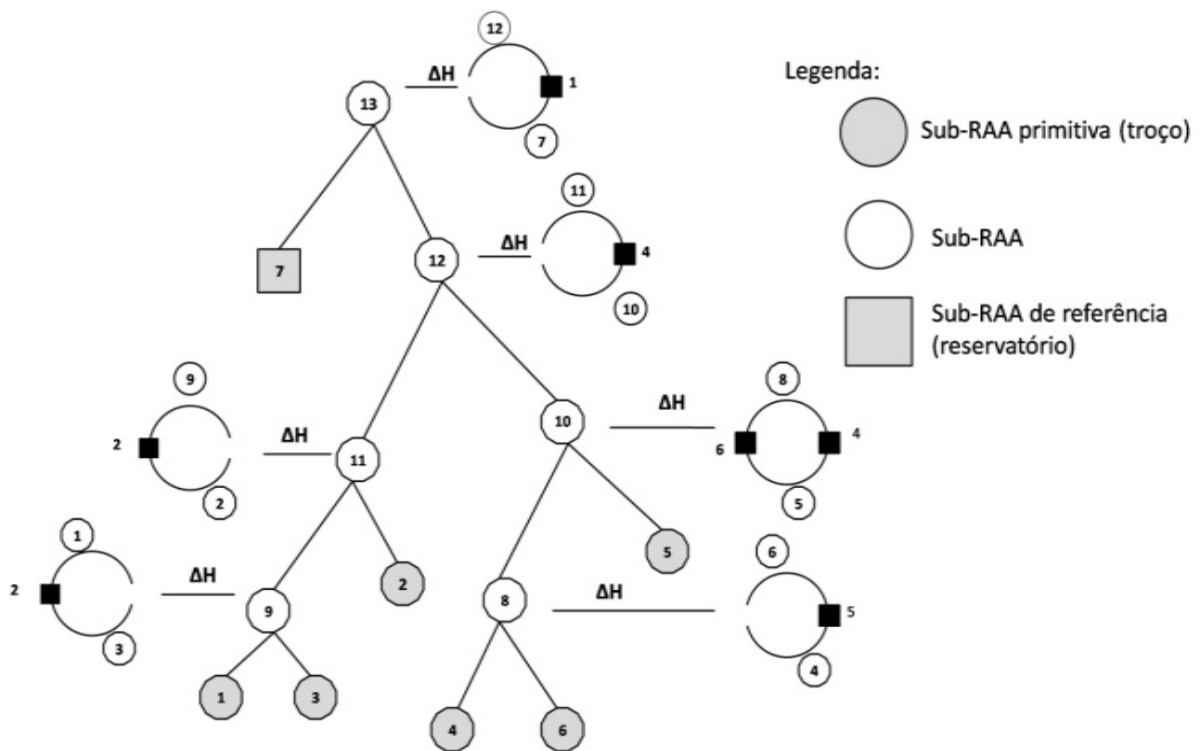 12
ΔH
1
13
7
Legenda:
Sub-RAA primitiva (troço)
11
ΔH
4
7
12
10
Sub-RAA
Sub-RAA de referência
(reservatório)
9
ΔH
2
11
2
8
ΔH
10
6
4
5
1
ΔH
2
9
3
2
5
6
ΔH
8
5
4
1
3
4
6